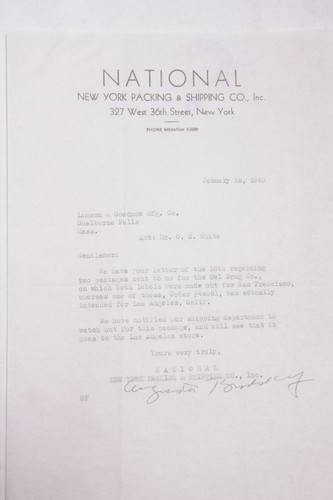 NATIONAL
NEW YORK PACKING & SHIPPING CO., Inc.
327 West 36th Street, New York
PHONE MEdallion 3-
January 1940
Lamson & Goodnow Mfg. Co.
Shelburne Falls
Mass.
Att: Mr. C. E. White
Gentlemen:
We have your letter of the 15th regarding
two packages sent to us for the Owl Drug Co.,
on which both labels were made out for San Francisco,
whereas one of these, Order was actually
intended for Los Angeles, Calif.
We have notified our shipping department to
watch out for this package, and will see that it
goes to the Los Angeles store.
Yours very truly,
NATIONAL
NEW YORK PACKING & SHIPPING CO., Inc.